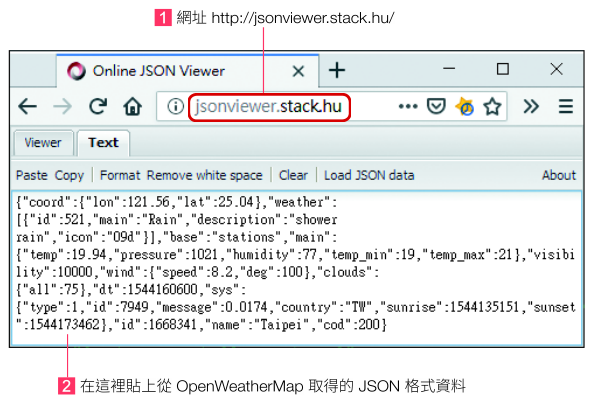 1 網址 http://jsonviewer.stack.hu/
Online JSON Viewer
jsonviewer.stack.hu
Viewer Text
Paste Copy Format Remove white space Clear Load JSON data About
{"coord":{"lon":121.56,"lat":25.04},"weather":
[{"id":521,"main":"Rain","description":"shower
rain","icon":"09d"}],"base":"stations","main":
{"temp":19.94,"pressure":1021,"humidity":77,"temp_min":19,"temp_max":21},"visibi
lity":10000,"wind":{"speed":8.2,"deg":100},"clouds":
{"all":75},"dt":1544160600,"sys":
{"type":1,"id":7949,"message":0.0174,"country":"TW","sunrise":1544135151,"sunset
":1544173462},"id":1668341,"name":"Taipei","cod":200}
2 在這裡貼上從 OpenWeatherMap 取得的 JSON 格式資料